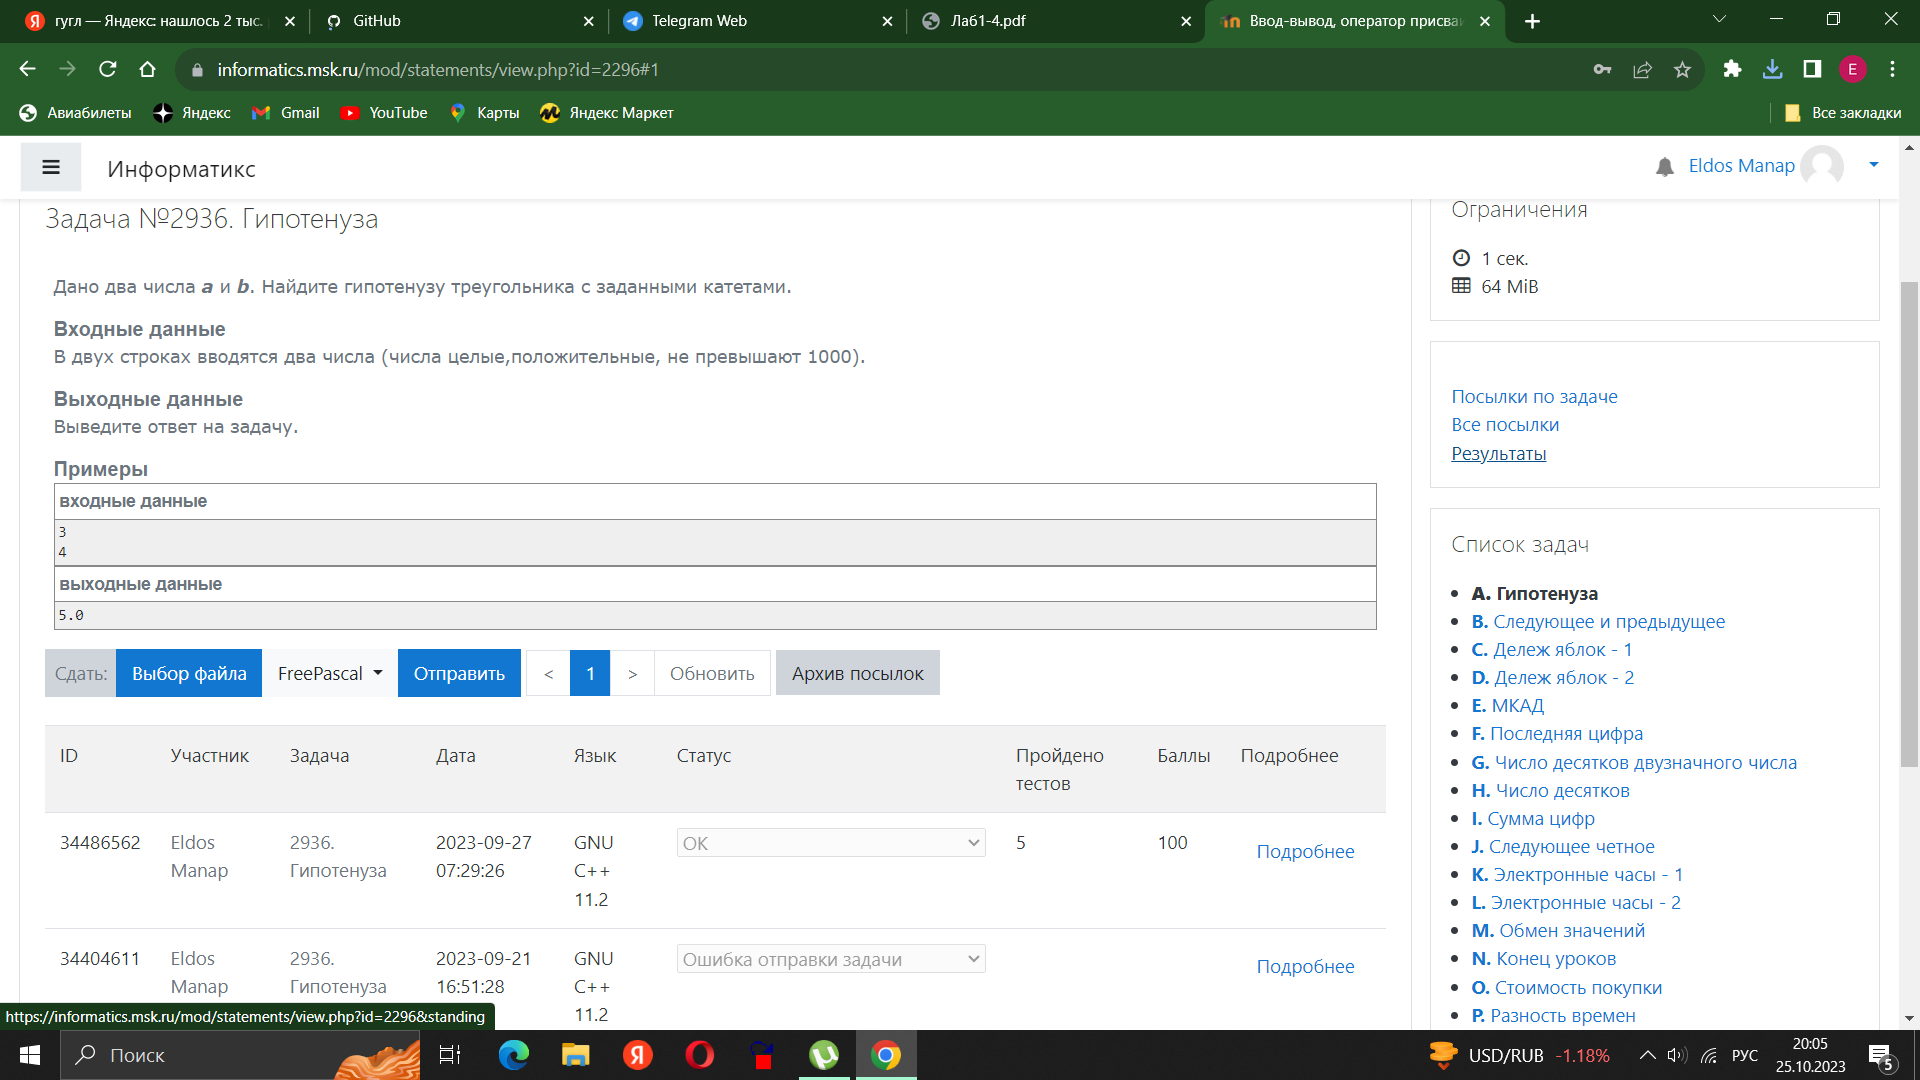 гугл — Яндекс: нашлось 2 тыс.
GitHub
Telegram Web
Ла61-4.pdf
Ввод-вывод, оператор присва
informatics.msk.ru/mod/statements/view.php?id=2296#1
E
Авиабилеты
Яндекс
Gmail
YouTube
Карты
Яндекс Маркет
Все закладки
Информатикс
Eldos Manap
Задача №2936. Гипотенуза
Дано два числа a и b. Найдите гипотенузу треугольника с заданными катетами.
Входные данные
В двух строках вводятся два числа (числа целые,положительные, не превышают 1000).
Выходные данные
Выведите ответ на задачу.
Примеры
входные данные
3
4
выходные данные
5.0
Сдать:
Выбор файла
FreePascal
Отправить
<
1
>
Обновить
Архив посылок
ID
Участник
Задача
Дата
Язык
Статус
Пройдено тестов
Баллы
Подробнее
34486562
Eldos Manap
2936. Гипотенуза
2023-09-27 07:29:26
GNU C++ 11.2
OK
5
100
Подробнее
34404611
Eldos Manap
2936. Гипотенуза
2023-09-21 16:51:28
GNU C++ 11.2
Ошибка отправки задачи
Подробнее
Ограничения
1 сек.
64 MiB
Посылки по задаче
Все посылки
Результаты
Список задач
A. Гипотенуза
B. Следующее и предыдущее
C. Дележ яблок - 1
D. Дележ яблок - 2
E. МКАД
F. Последняя цифра
G. Число десятков двузначного числа
H. Число десятков
I. Сумма цифр
J. Следующее четное
K. Электронные часы - 1
L. Электронные часы - 2
M. Обмен значений
N. Конец уроков
O. Стоимость покупки
P. Разность времен
https://informatics.msk.ru/mod/statements/view.php?id=2296&standing
Поиск
USD/RUB -1.18%
РУС
20:05
25.10.2023
5